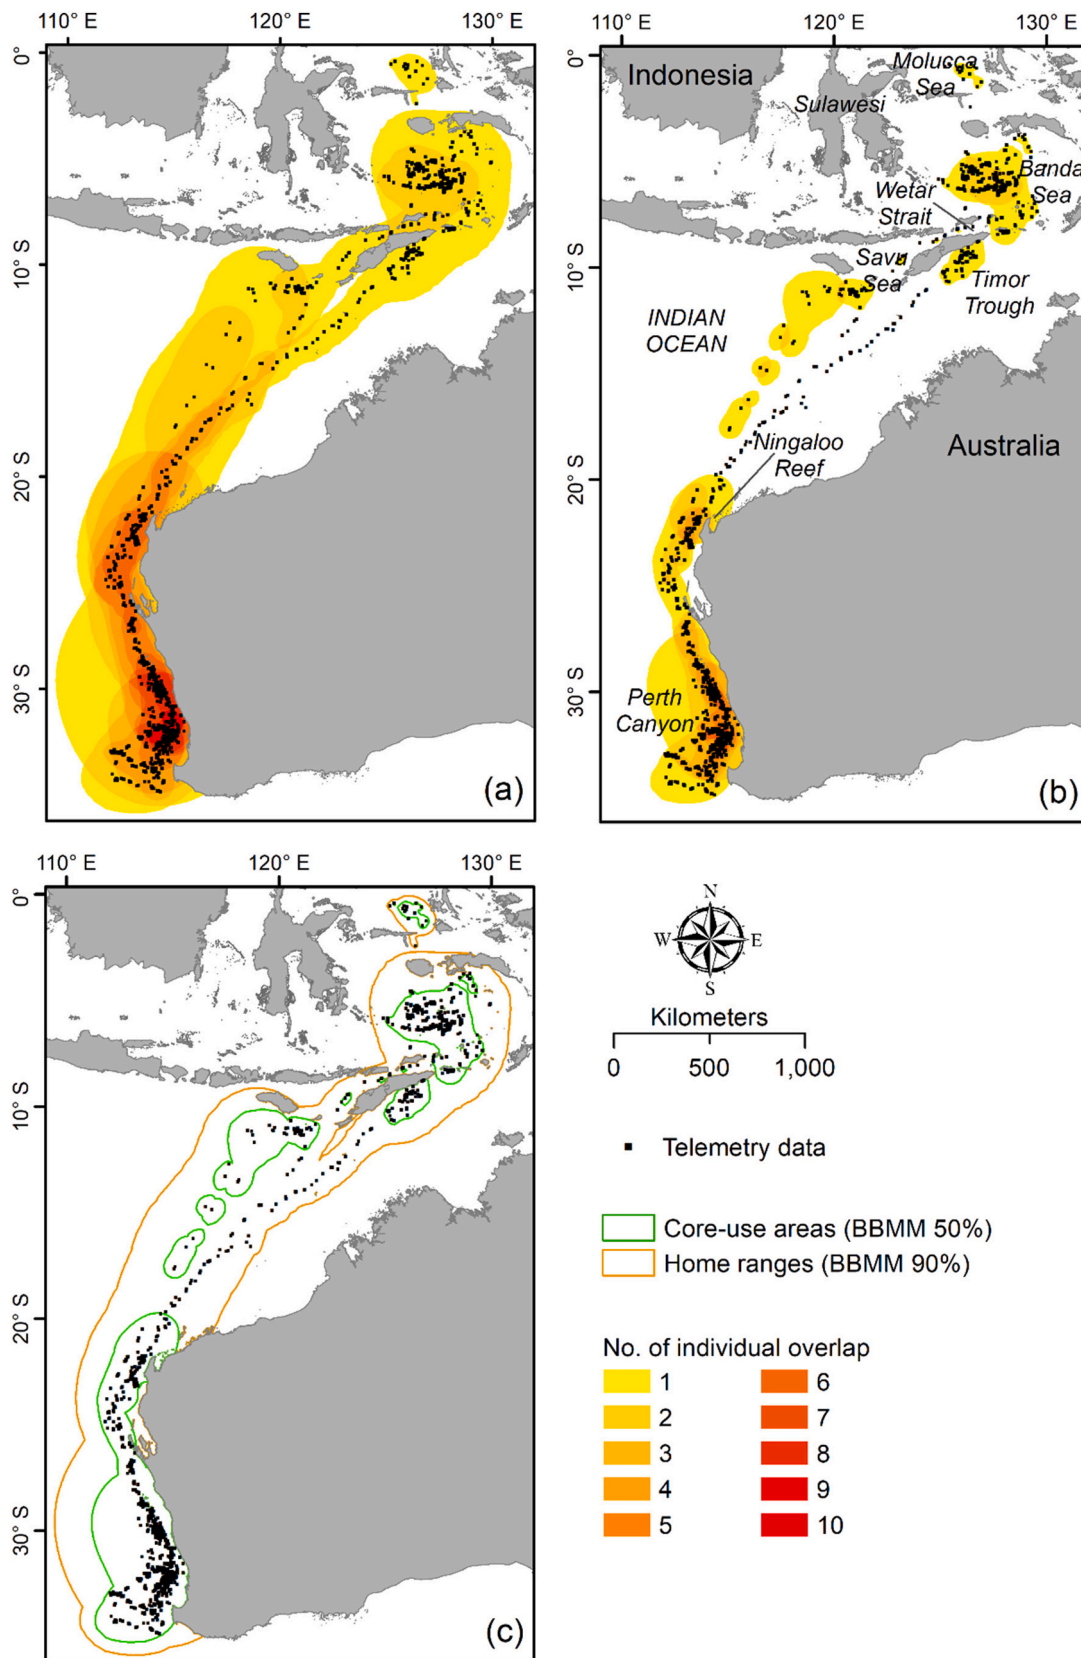 110° E 120° E 130° E
0°
10° S
20° S
30° S
(a)
110° E 120° E 130° E
0°
10° S
20° S
30° S
Indonesia
Molucca
Sea
Sulawesi
Banda
Sea
Wetar
Strait
Savu
Sea
Timor
Trough
INDIAN
OCEAN
Ningaloo
Reef
Australia
Perth
Canyon
(b)
110° E 120° E 130° E
0°
10° S
20° S
30° S
(c)
N
W E
S
Kilometers
0 500 1,000
Telemetry data
Core-use areas (BBMM 50%)
Home ranges (BBMM 90%)
No. of individual overlap
1 6
2 7
3 8
4 9
5 10